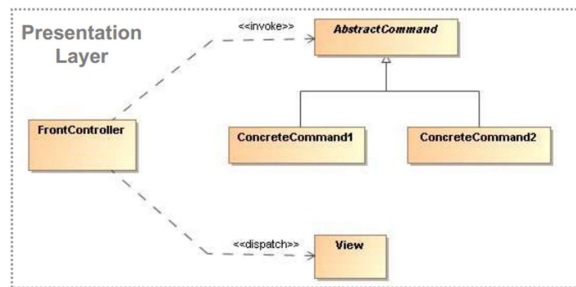 Presentation
Layer
<<invoke>>
AbstractCommand
FrontController
ConcreteCommand1
ConcreteCommand2
<<dispatch>>
View